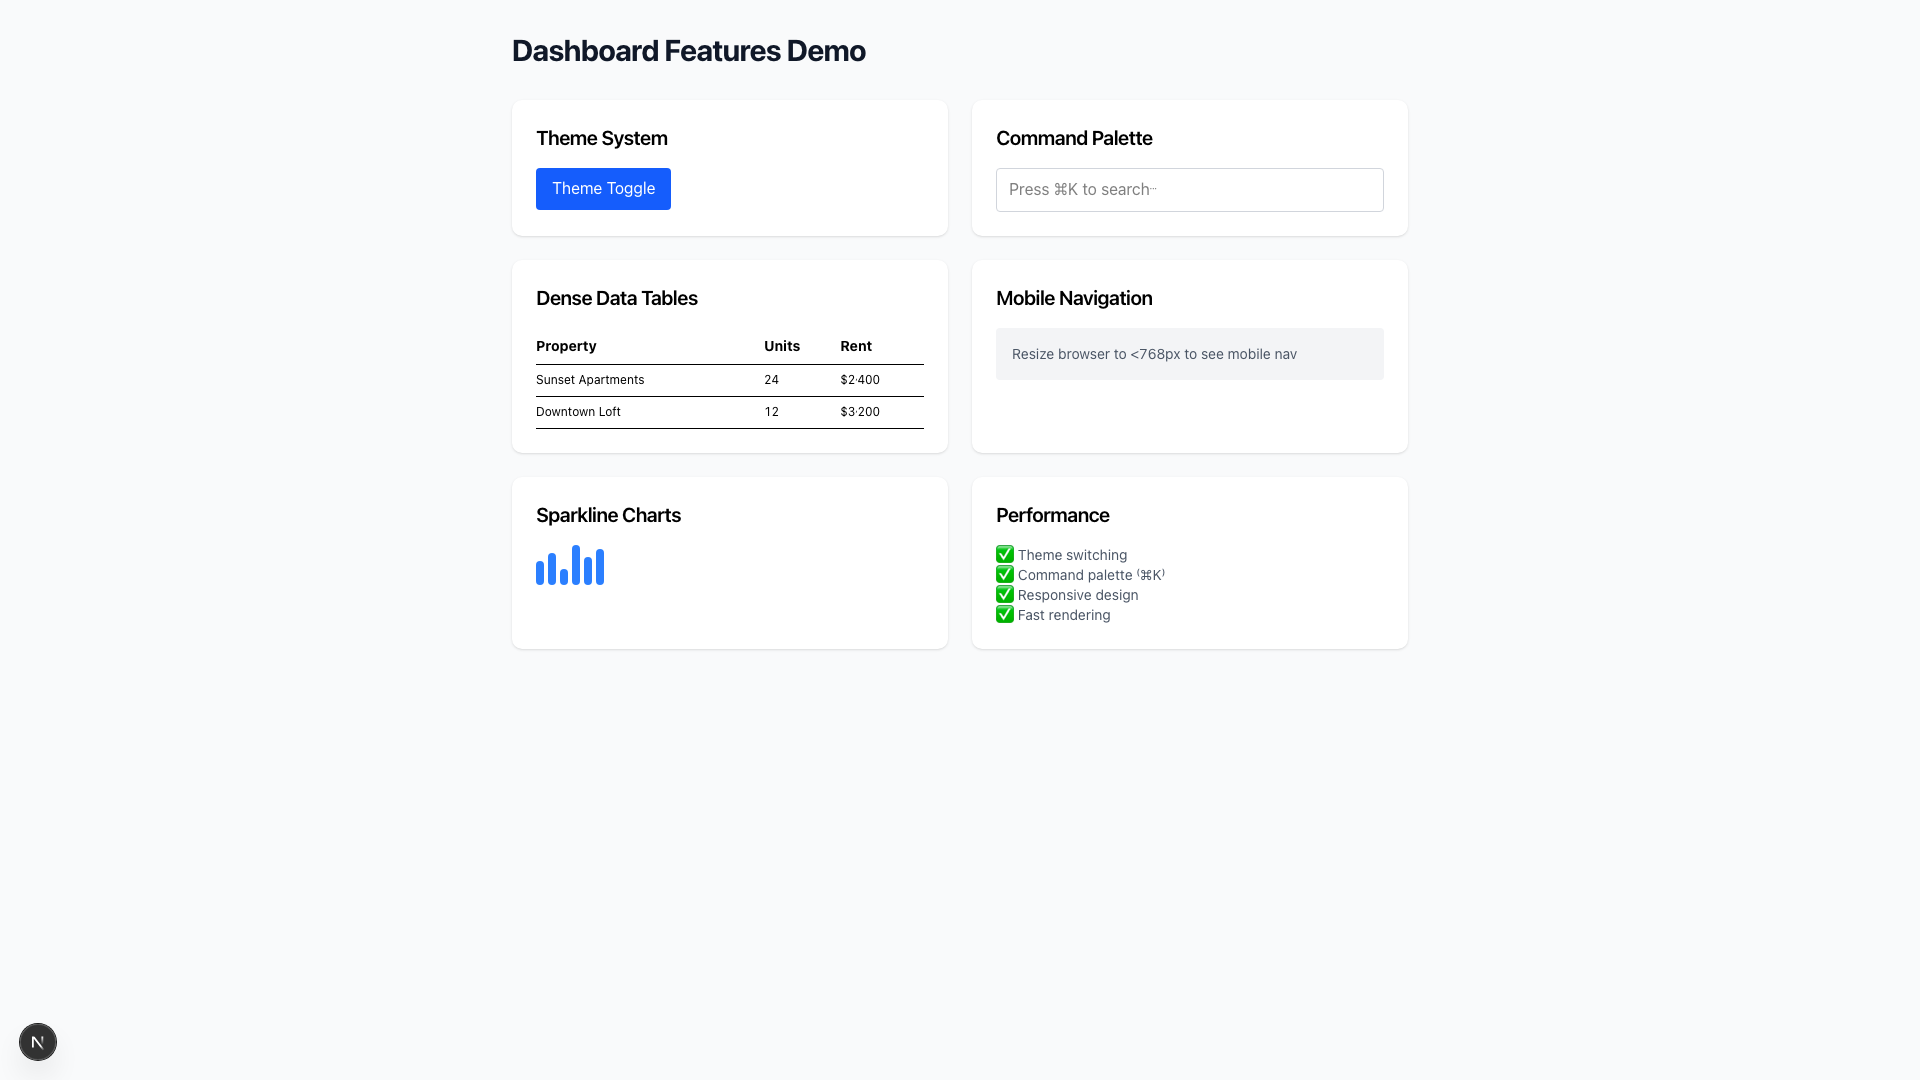 Dashboard Features Demo
Theme System
Theme Toggle
Command Palette
Press ⌘K to search…
Dense Data Tables
Property Units Rent
Sunset Apartments 24 $2,400
Downtown Loft 12 $3,200
Mobile Navigation
Resize browser to <768px to see mobile nav
Sparkline Charts
Performance
✅ Theme switching
✅ Command palette (⌘K)
✅ Responsive design
✅ Fast rendering
N